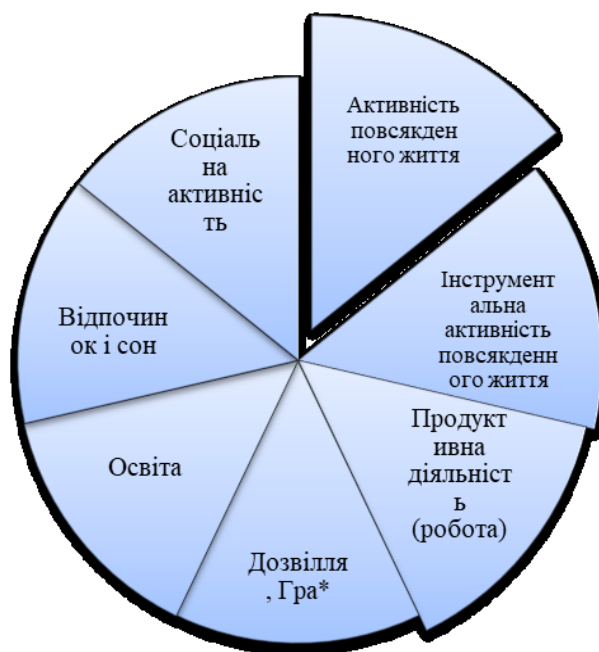 Активність
повсякден
ного життя
Інструмент
альна
активність
повсякденн
ого життя
Продукт
ивна
діяльніст
ь
(робота)
Дозвілля
, Гра*
Освіта
Відпочин
ок і сон
Соціаль
на
активніс
ть